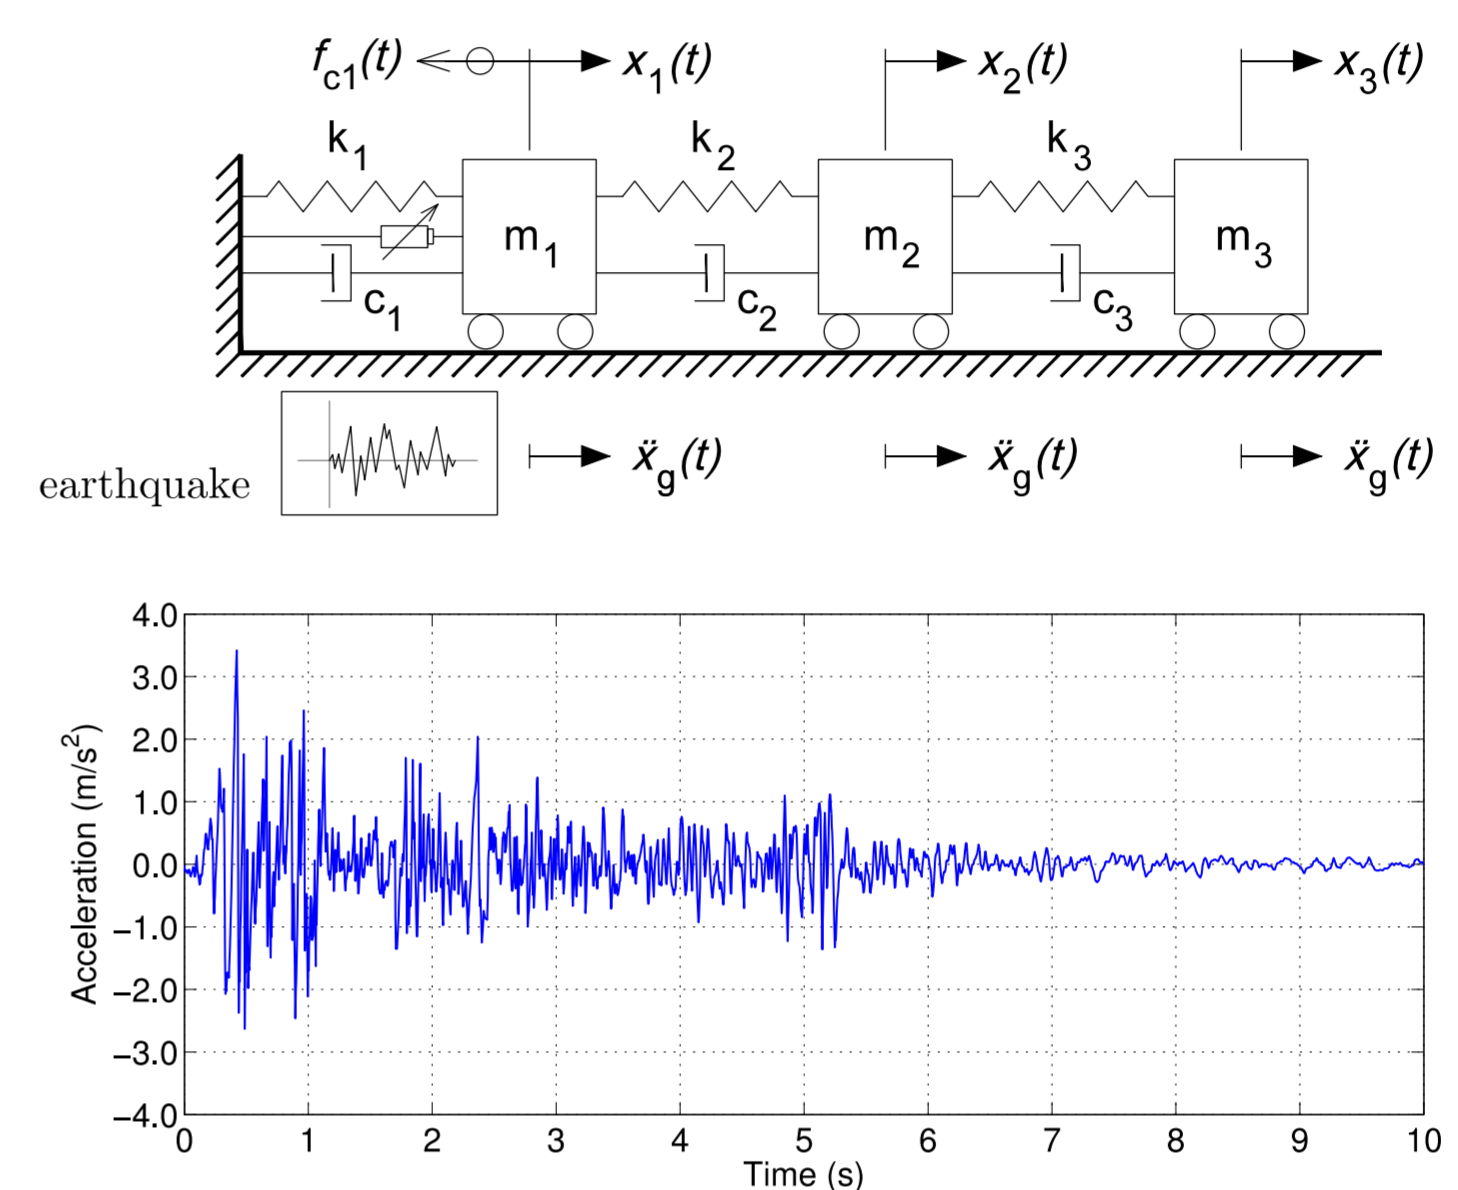 f_c1(t) x_1(t) x_2(t) x_3(t)
k_1 k_2 k_3
m_1 m_2 m_3
c_1 c_2 c_3
ẍ_g(t) ẍ_g(t) ẍ_g(t)
earthquake
4.0
3.0
2.0
1.0
0.0
−1.0
−2.0
−3.0
−4.0
Acceleration (m/s²)
0 1 2 3 4 5 6 7 8 9 10
Time (s)